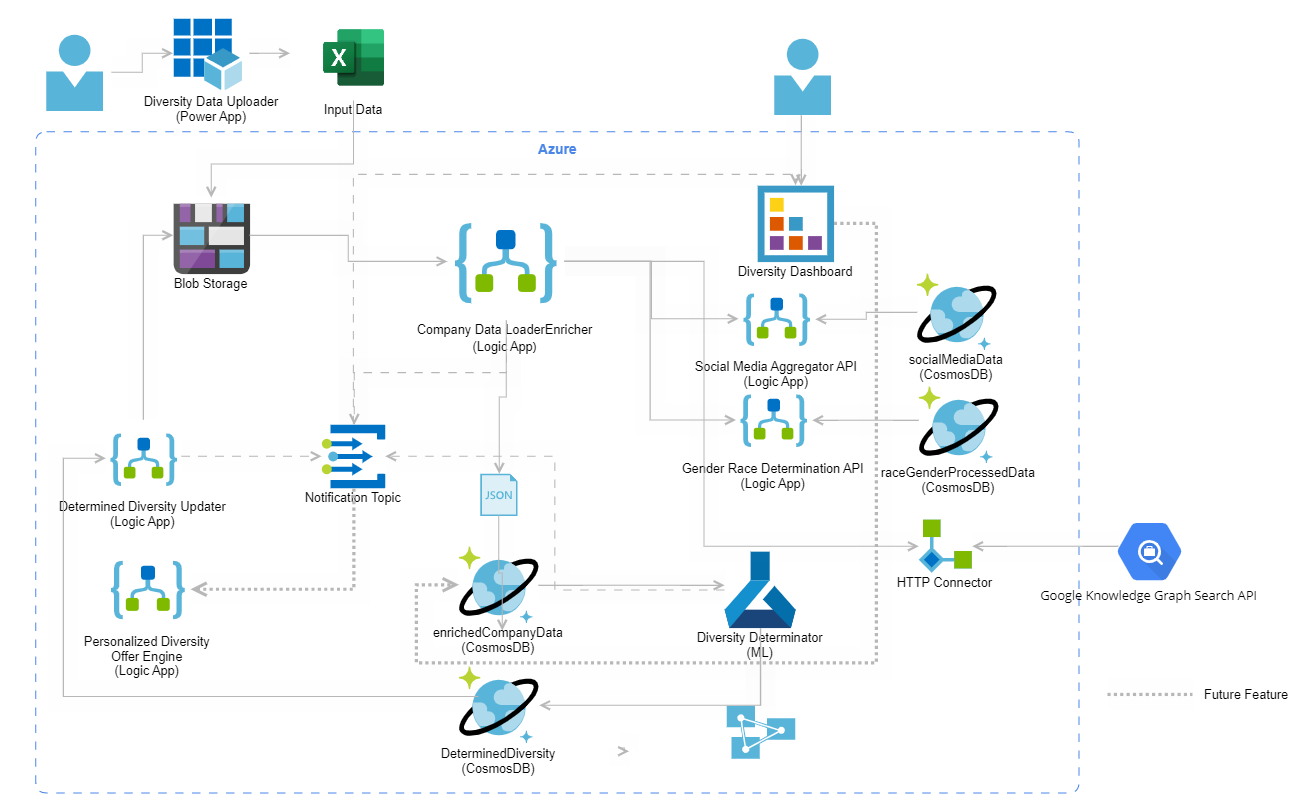 Diversity Data Uploader
(Power App)
X
Input Data
Azure
Blob Storage
Company Data LoaderEnricher
(Logic App)
Diversity Dashboard
Social Media Aggregator API
(Logic App)
socialMediaData
(CosmosDB)
Gender Race Determination API
(Logic App)
raceGenderProcessedData
(CosmosDB)
Determined Diversity Updater
(Logic App)
Notification Topic
JSON
HTTP Connector
Google Knowledge Graph Search API
Personalized Diversity
Offer Engine
(Logic App)
enrichedCompanyData
(CosmosDB)
Diversity Determinator
(ML)
Future Feature
DeterminedDiversity
(CosmosDB)